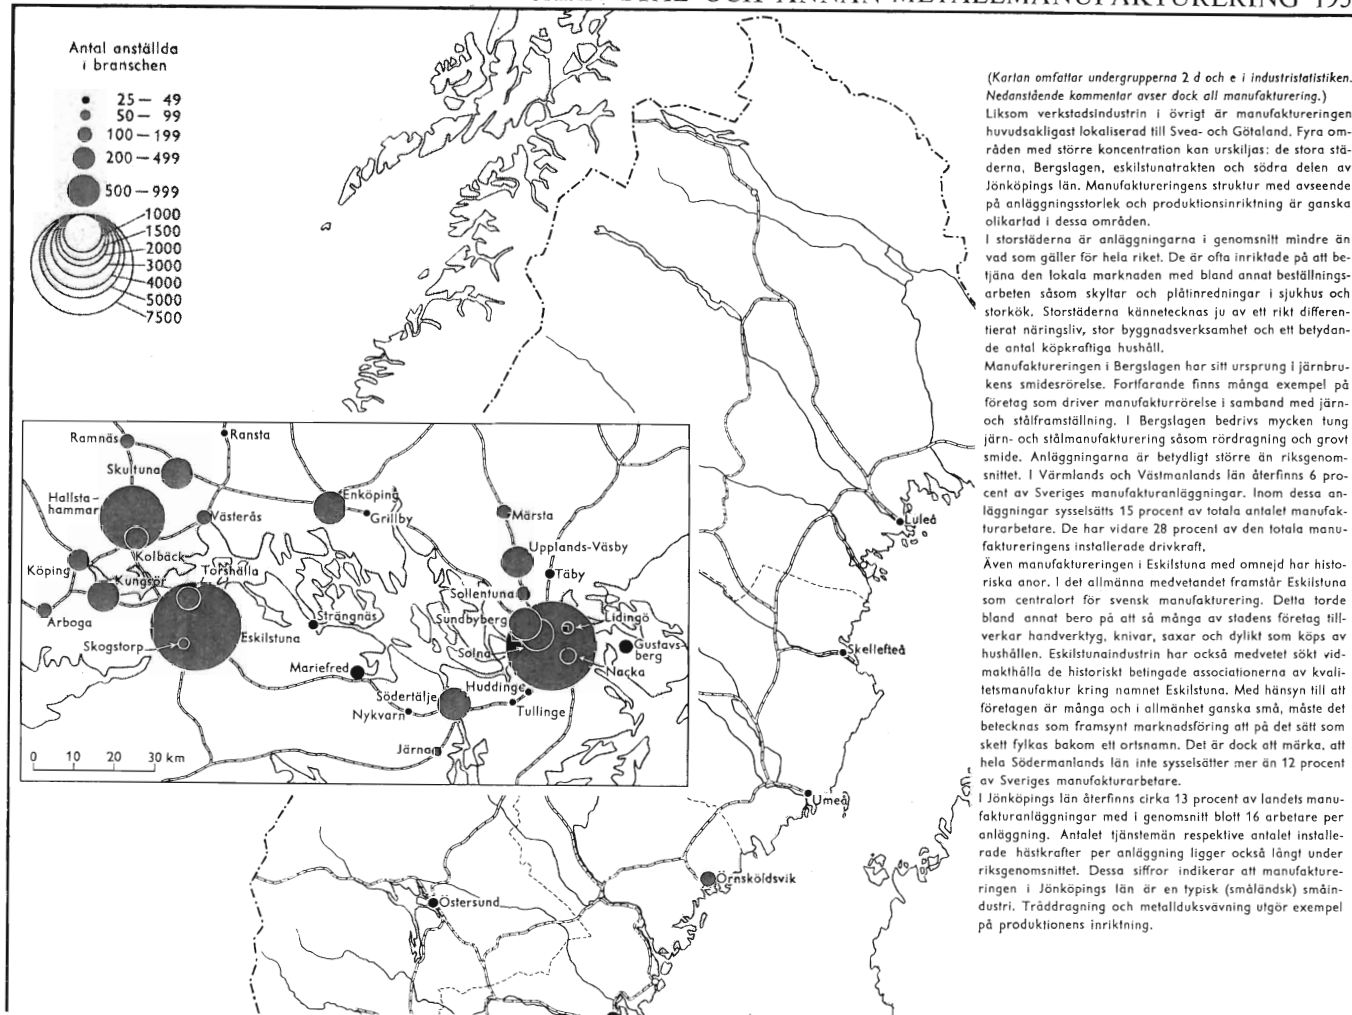 STÅL- OCH ANNAN METALLMANUFAKTURERING 195
Antal anställda
i branschen
25 — 49
50 — 99
100 — 199
200 — 499
500 — 999
1000
1500
2000
3000
4000
5000
7500
Ramnäs
Ransta
Skultuna
Hallsta-
hammar
Enköping
Grillby
Västerås
Märsta
Kolbäck
Upplands-Väsby
Köping
Torshälla
Täby
Kungsör
Sollentuna
Arboga
Strängnäs
Sundbyberg
Lidingö
Eskilstuna
Skogstorp
Solna
Gustavs-
berg
Mariefred
Nacka
Huddinge
Södertälje
Nykvarn
Tullinge
Järna
0 10 20 30 km
Luleå
Skellefteå
Umeå
Örnsköldsvik
Östersund
(Kartan omfattar undergrupperna 2 d och e i industristatistiken.
Nedanstående kommentar avser dock all manufakturering.)
Liksom verkstadsindustrin i övrigt är manufaktureringen
huvudsakligast lokaliserad till Svea- och Götaland. Fyra om-
råden med större koncentration kan urskiljas: de stora stä-
derna, Bergslagen, eskilstunatrakten och södra delen av
Jönköpings län. Manufaktureringens struktur med avseende
på anläggningsstorlek och produktionsinriktning är ganska
olikartad i dessa områden.
I storstäderna är anläggningarna i genomsnitt mindre än
vad som gäller för hela riket. De är ofta inriktade på att be-
tjäna den lokala marknaden med bland annat beställnings-
arbeten såsom skyltar och plåtinredningar i sjukhus och
storkök. Storstäderna kännetecknas ju av ett rikt differen-
tierat näringsliv, stor byggnadsverksamhet och ett betydan-
de antal köpkraftiga hushåll.
Manufaktureringen i Bergslagen har sitt ursprung i järnbru-
kens smidesrörelse. Fortfarande finns många exempel på
företag som driver manufakturrörelse i samband med järn-
och stålframställning. I Bergslagen bedrivs mycken tung
järn- och stålmanufakturering såsom rördragning och grovt
smide. Anläggningarna är betydligt större än riksgenom-
snittet. I Värmlands och Västmanlands län återfinns 6 pro-
cent av Sveriges manufakturanläggningar. Inom dessa an-
läggningar sysselsätts 15 procent av totala antalet manufak-
turarbetare. De har vidare 28 procent av den totala manu-
faktureringens installerade drivkraft.
Även manufaktureringen i Eskilstuna med omnejd har histo-
riska anor. I det allmänna medvetandet framstår Eskilstuna
som centralort för svensk manufakturering. Detta torde
bland annat bero på att så många av stadens företag till-
verkar handverktyg, knivar, saxar och dylikt som köps av
hushållen. Eskilstunaindustrin har också medvetet sökt vid-
makthålla de historiskt betingade associationerna av kvali-
tetsmanufaktur kring namnet Eskilstuna. Med hänsyn till att
företagen är många och i allmänhet ganska små, måste det
betecknas som framsynt marknadsföring att på det sätt som
skett fylkas bakom ett ortsnamn. Det är dock att märka, att
hela Södermanlands län inte sysselsätter mer än 12 procent
av Sveriges manufakturarbetare.
I Jönköpings län återfinns cirka 13 procent av landets manu-
fakturanläggningar med i genomsnitt blott 16 arbetare per
anläggning. Antalet tjänstemän respektive antalet installe-
rade hästkrafter per anläggning ligger också långt under
riksgenomsnittet. Dessa siffror indikerar att manufakture-
ringen i Jönköpings län är en typisk (småländsk) småin-
dustri. Tråddragning och metallduksvävning utgör exempel
på produktionens inriktning.